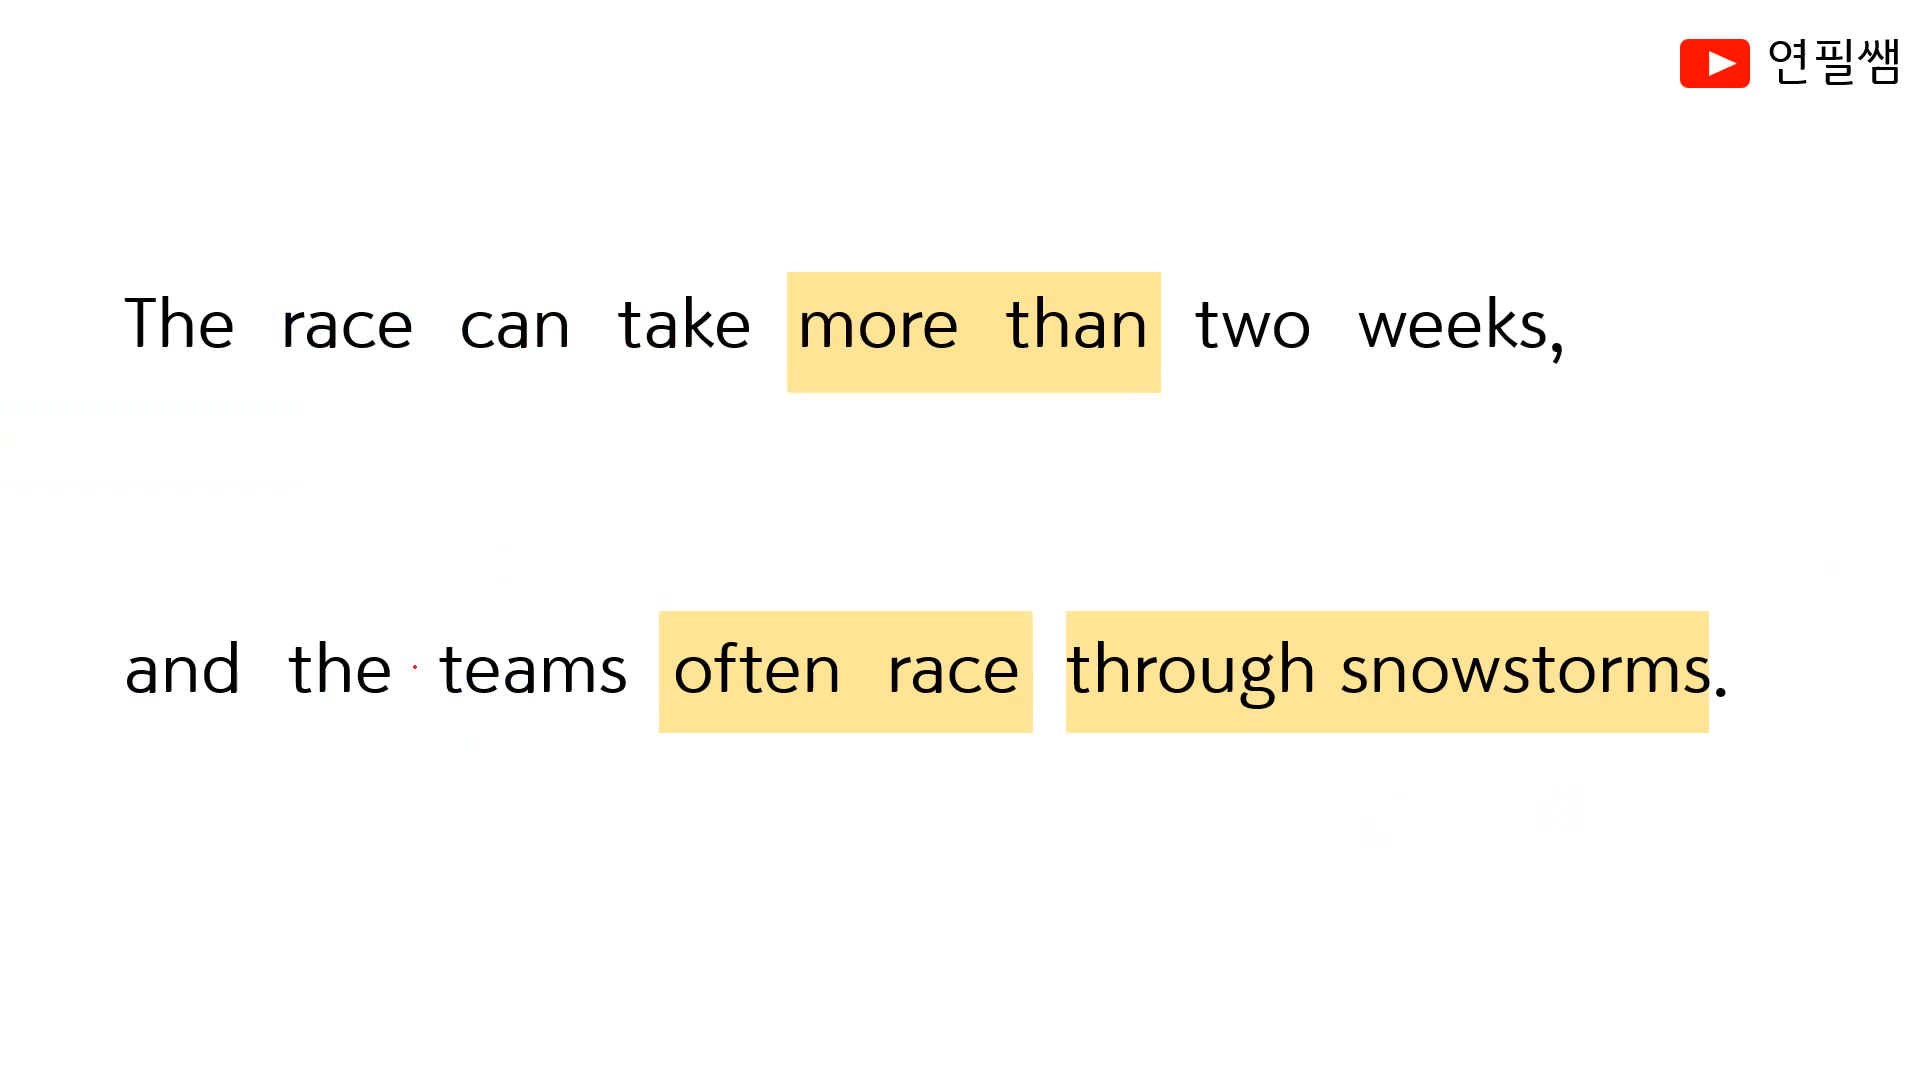 연필쌤
The race can take more than two weeks,
and the teams often race through snowstorms.